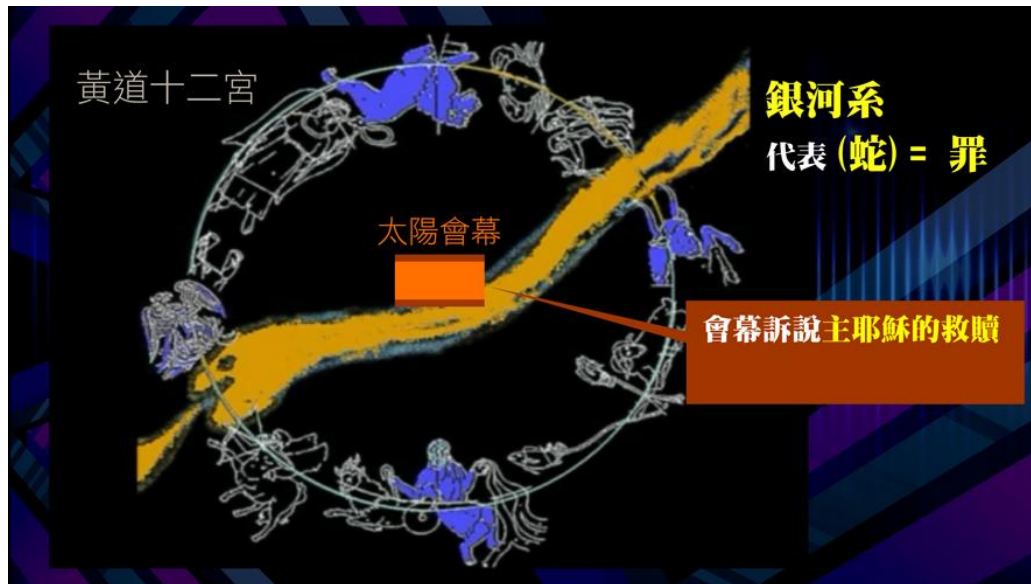 黃道十二宮
銀河系
代表 (蛇) = 罪
太陽會幕
會幕訴說主耶穌的救贖